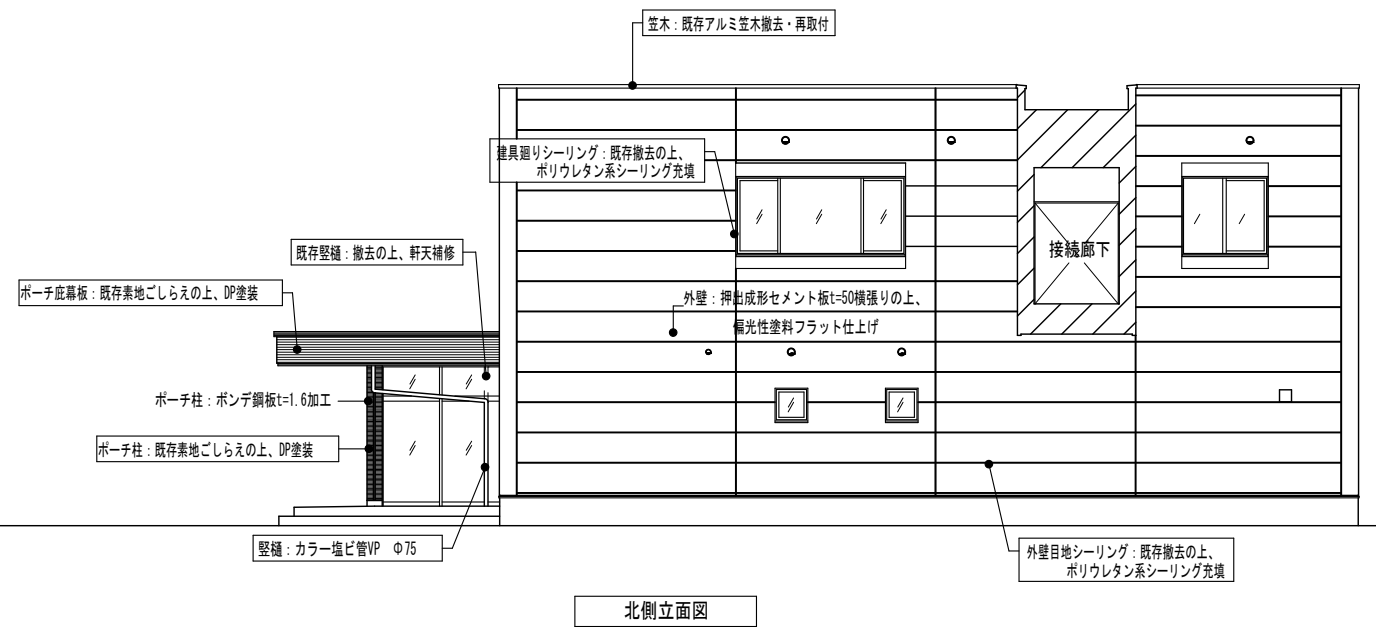 笠木：既存アルミ笠木撤去・再取付
建具廻りシーリング：既存撤去の上、
ポリウレタン系シーリング充填
既存竪樋：撤去の上、軒天補修
接続廊下
ポーチ庇幕板：既存素地ごしらえの上、DP塗装
外壁：押出成形セメント板t=50横張りの上、
偏光性塗料フラット仕上げ
ポーチ柱：ボンデ鋼板t=1.6加工
ポーチ柱：既存素地ごしらえの上、DP塗装
竪樋：カラー塩ビ管VP　Φ75
外壁目地シーリング：既存撤去の上、
ポリウレタン系シーリング充填
北側立面図